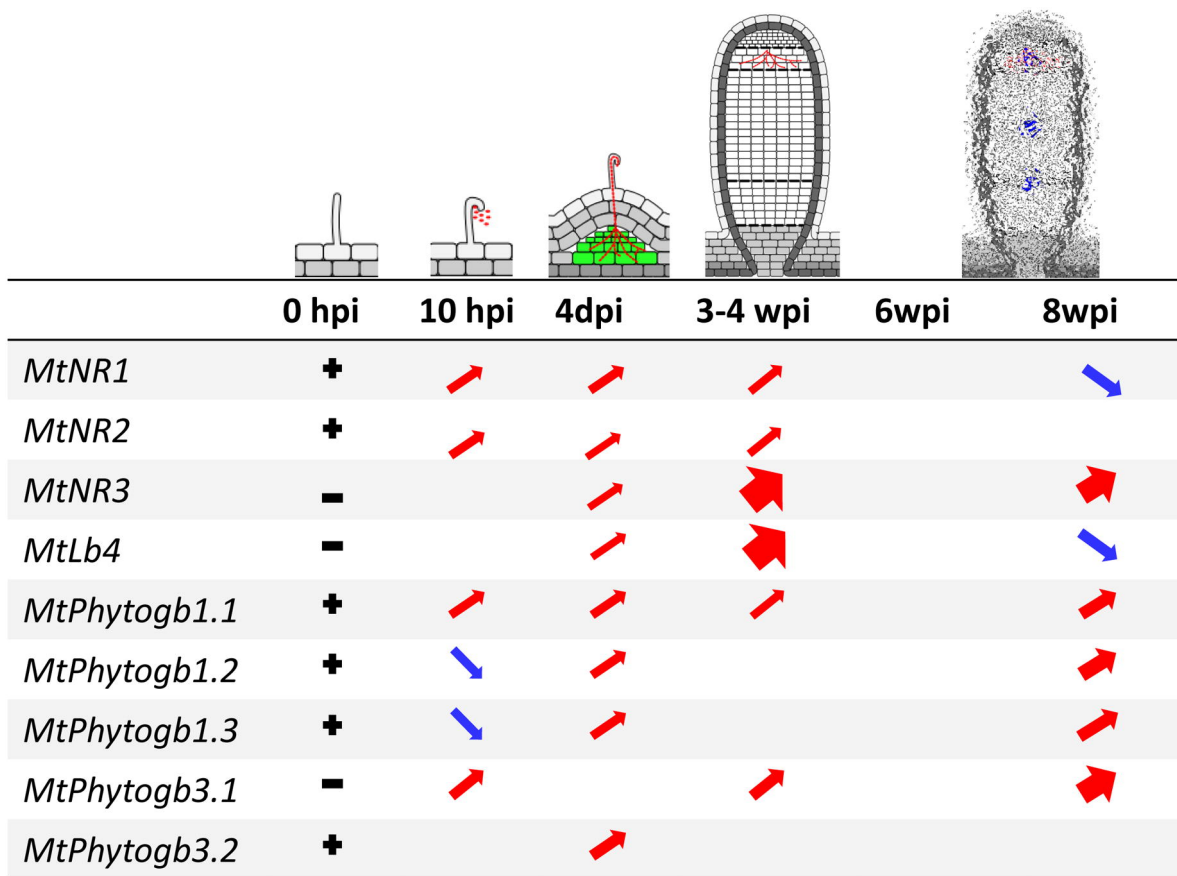 0 hpi 10 hpi 4dpi 3-4 wpi 6wpi 8wpi
MtNR1 +
MtNR2 +
MtNR3 -
MtLb4 -
MtPhytogb1.1 +
MtPhytogb1.2 +
MtPhytogb1.3 +
MtPhytogb3.1 -
MtPhytogb3.2 +